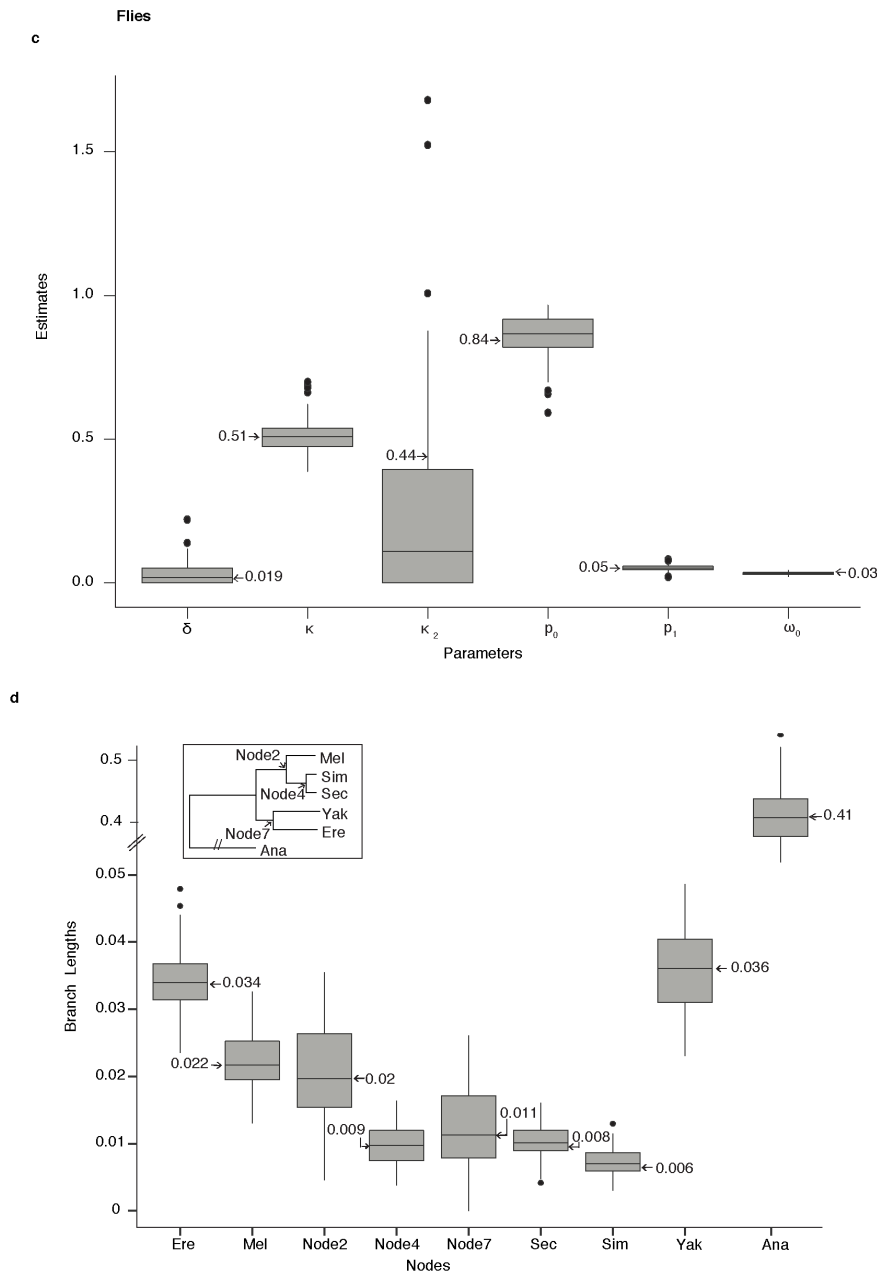 Flies
c
1.5
1.0
0.5
0.0
Estimates
0.84
0.51
0.44
0.019
0.05
0.03
δ κ κ2 p0 p1 ω0
Parameters
d
0.5
0.4
0.05
0.04
0.03
0.02
0.01
0
Branch Lengths
Node2
Mel
Sim
Node4
Sec
Yak
Node7
Ere
Ana
0.41
0.034
0.036
0.022
0.02
0.009
0.011
0.008
0.006
Ere Mel Node2 Node4 Node7 Sec Sim Yak Ana
Nodes